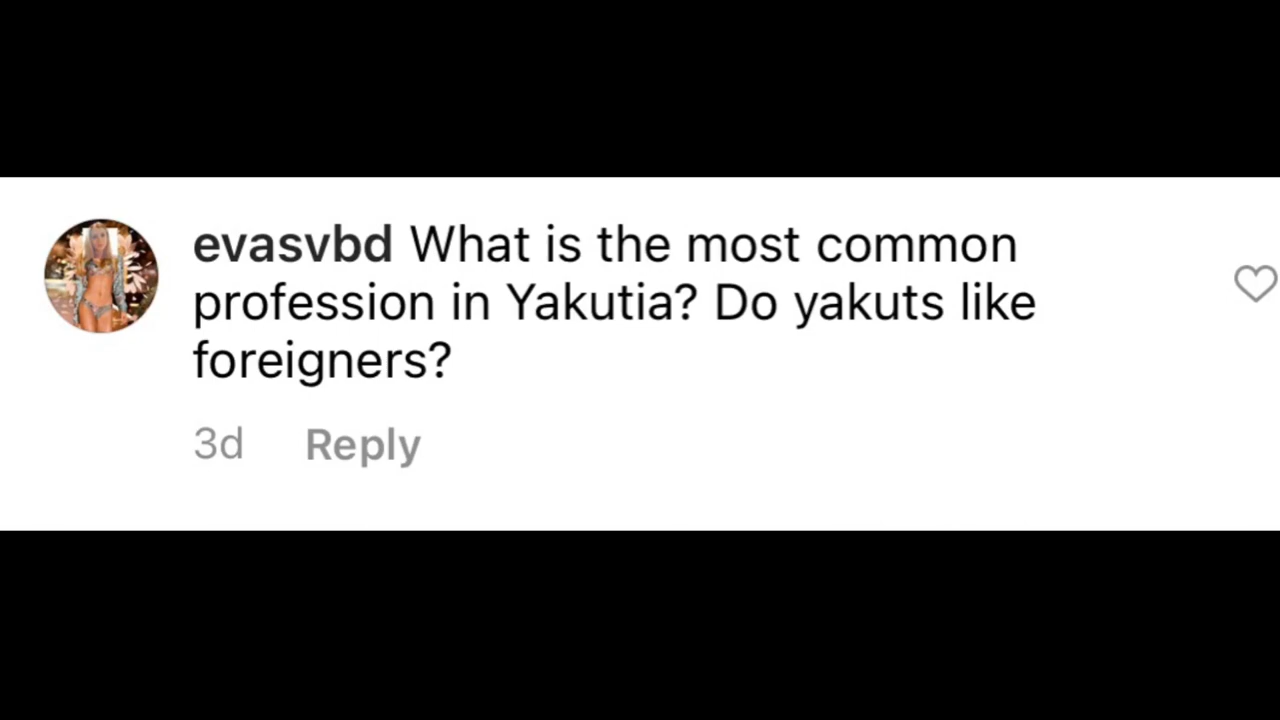 evasvbd What is the most common
profession in Yakutia? Do yakuts like
foreigners?
3d Reply